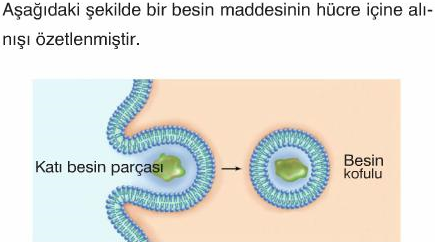 Aşağıdaki şekilde bir besin maddesinin hücre içine alı-
nışı özetlenmiştir.
Katı besin parçası
Besin
kofulu